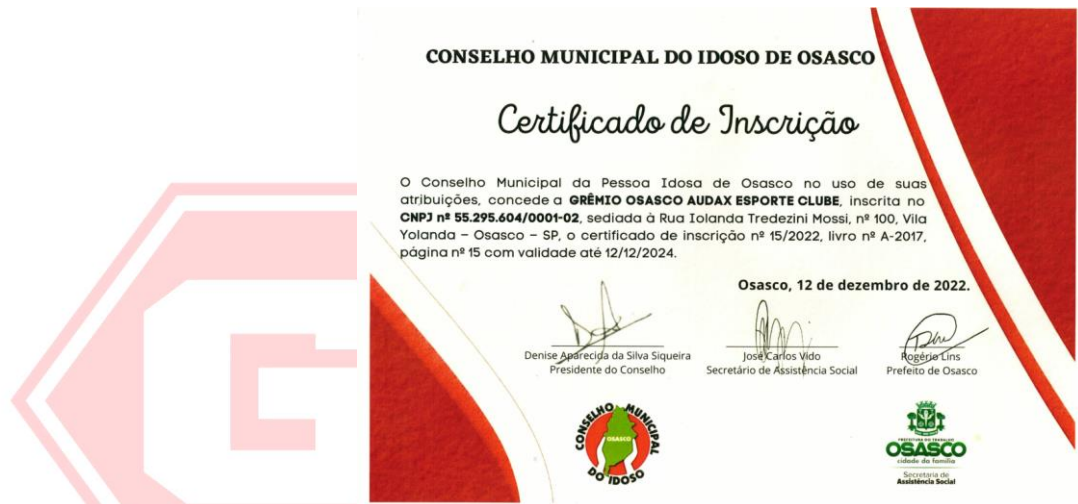 CONSELHO MUNICIPAL DO IDOSO DE OSASCO
Certificado de Inscrição
O Conselho Municipal da Pessoa Idosa de Osasco no uso de suas
atribuições, concede a GRÊMIO OSASCO AUDAX ESPORTE CLUBE, inscrita no
CNPJ nº 55.295.604/0001-02, sediada à Rua Iolanda Tredezini Mossi, nº 100, Vila
Yolanda – Osasco – SP, o certificado de inscrição nº 15/2022, livro nº A-2017,
página nº 15 com validade até 12/12/2024.
Osasco, 12 de dezembro de 2022.
Denise Aparecida da Silva Siqueira
Presidente do Conselho
José Carlos Vido
Secretário de Assistência Social
Rogério Lins
Prefeito de Osasco
CONSELHO MUNICIPAL
OSASCO
DO IDOSO
PREFEITURA DO TRABALHO
OSASCO
cidade da família
Secretaria de
Assistência Social